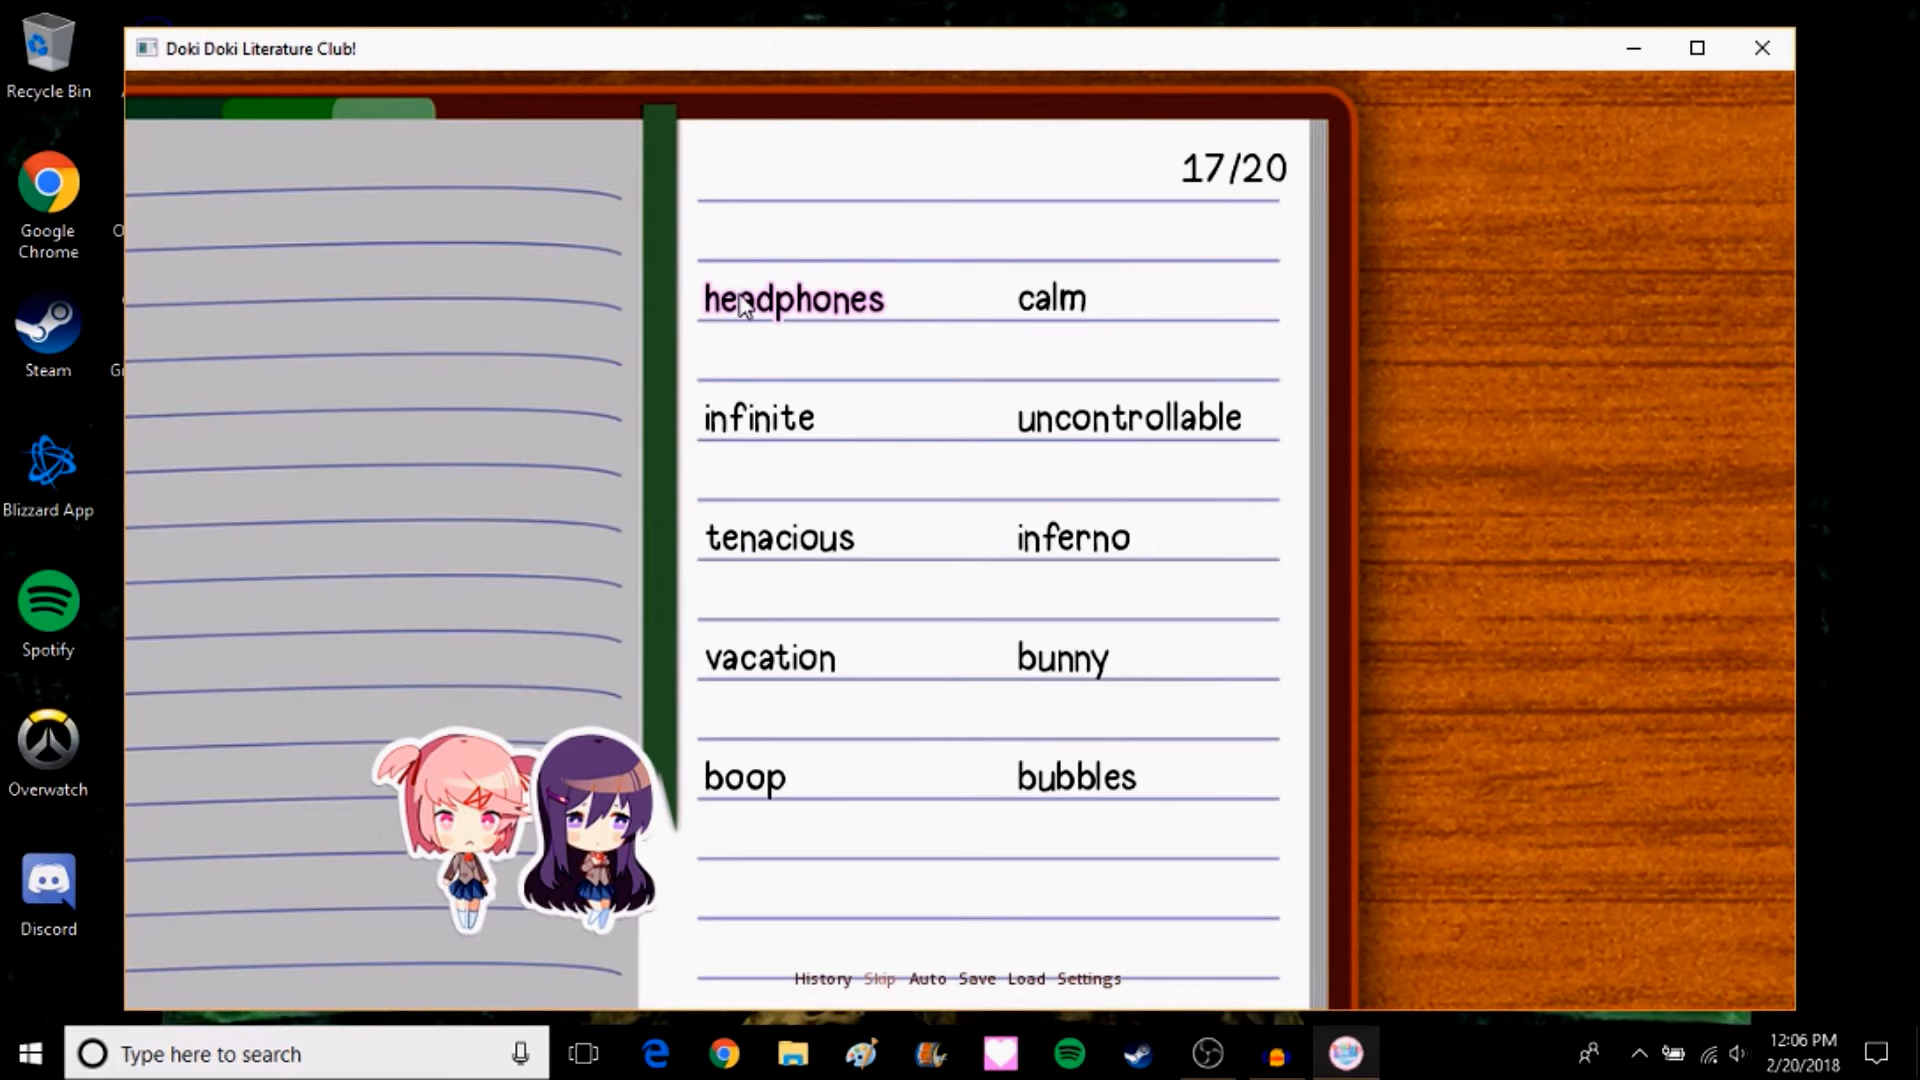 Doki Doki Literature Club!
Recycle Bin
Google
Chrome
Steam
Blizzard App
Spotify
Overwatch
Discord
17/20
headphones calm
infinite uncontrollable
tenacious inferno
vacation bunny
boop bubbles
History Skip Auto Save Load Settings
Type here to search
12:06 PM
2/20/2018